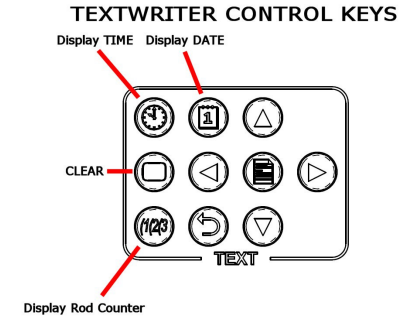 TEXTWRITER CONTROL KEYS
Display TIME Display DATE
1
CLEAR
(1(2(3
TEXT
Display Rod Counter